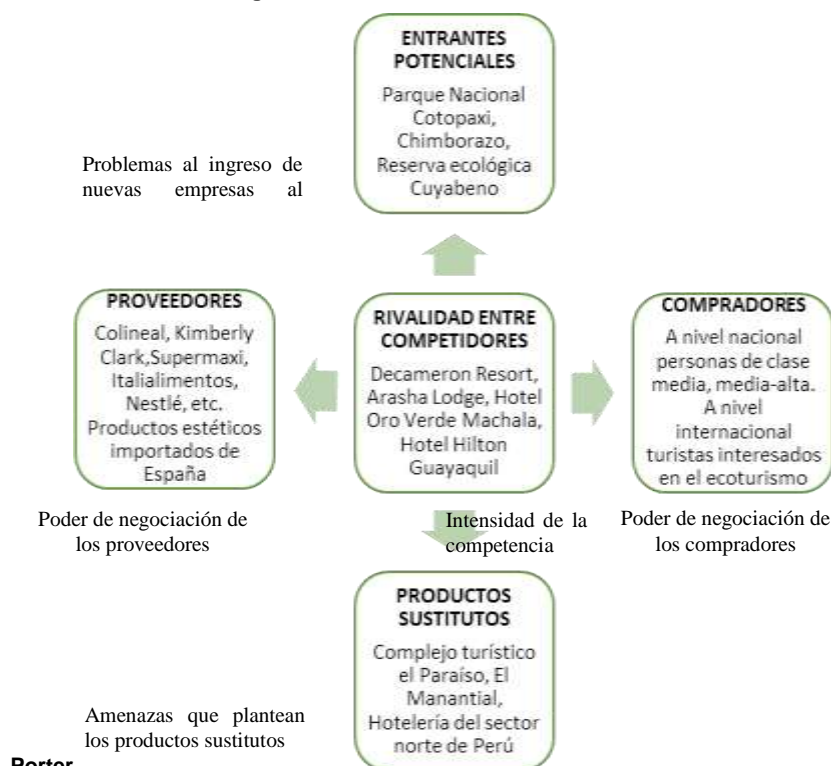 ENTRANTES
POTENCIALES
Parque Nacional
Cotopaxi,
Chimborazo,
Reserva ecológica
Cuyabeno
Problemas al ingreso de
nuevas empresas al
PROVEEDORES
Colineal, Kimberly
Clark,Supermaxi,
Italialimentos,
Nestlé, etc.
Productos estéticos
importados de
España
RIVALIDAD ENTRE
COMPETIDORES
Decameron Resort,
Arasha Lodge, Hotel
Oro Verde Machala,
Hotel Hilton
Guayaquil
COMPRADORES
A nivel nacional
personas de clase
media, media-alta.
A nivel
internacional
turistas interesados
en el ecoturismo
Poder de negociación de
los proveedores
Intensidad de la
competencia
Poder de negociación de
los compradores
PRODUCTOS
SUSTITUTOS
Complejo turístico
el Paraíso, El
Manantial,
Hotelería del sector
norte de Perú
Amenazas que plantean
los productos sustitutos
Porter